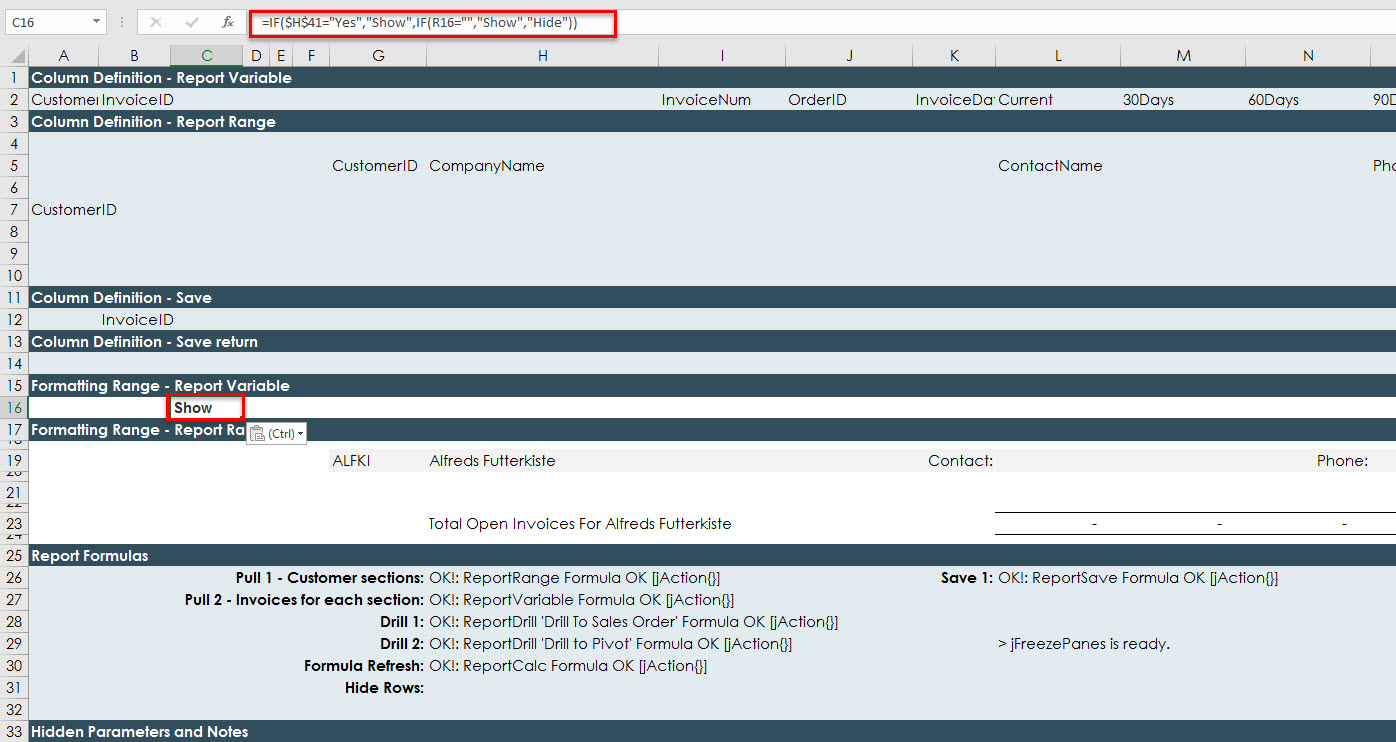 C16 fx =IF($H$41="Yes","Show",IF(R16="","Show","Hide"))
A B C D E F G H I J K L M N
1 Column Definition - Report Variable
2 Customer InvoiceID InvoiceNum OrderID InvoiceDa Current 30Days 60Days 90D
3 Column Definition - Report Range
4
5 CustomerID CompanyName ContactName Pho
6
7 CustomerID
8
9
10
11 Column Definition - Save
12 InvoiceID
13 Column Definition - Save return
14
15 Formatting Range - Report Variable
16 Show
17 Formatting Range - Report Ra (Ctrl)
18
19 ALFKI Alfreds Futterkiste Contact: Phone:
20
21
22
23 Total Open Invoices For Alfreds Futterkiste - - -
24
25 Report Formulas
26 Pull 1 - Customer sections: OK!: ReportRange Formula OK [jAction{}] Save 1: OK!: ReportSave Formula OK [jAction{}]
27 Pull 2 - Invoices for each section: OK!: ReportVariable Formula OK [jAction{}]
28 Drill 1: OK!: ReportDrill 'Drill To Sales Order' Formula OK [jAction{}]
29 Drill 2: OK!: ReportDrill 'Drill to Pivot' Formula OK [jAction{}] > jFreezePanes is ready.
30 Formula Refresh: OK!: ReportCalc Formula OK [jAction{}]
31 Hide Rows:
32
33 Hidden Parameters and Notes